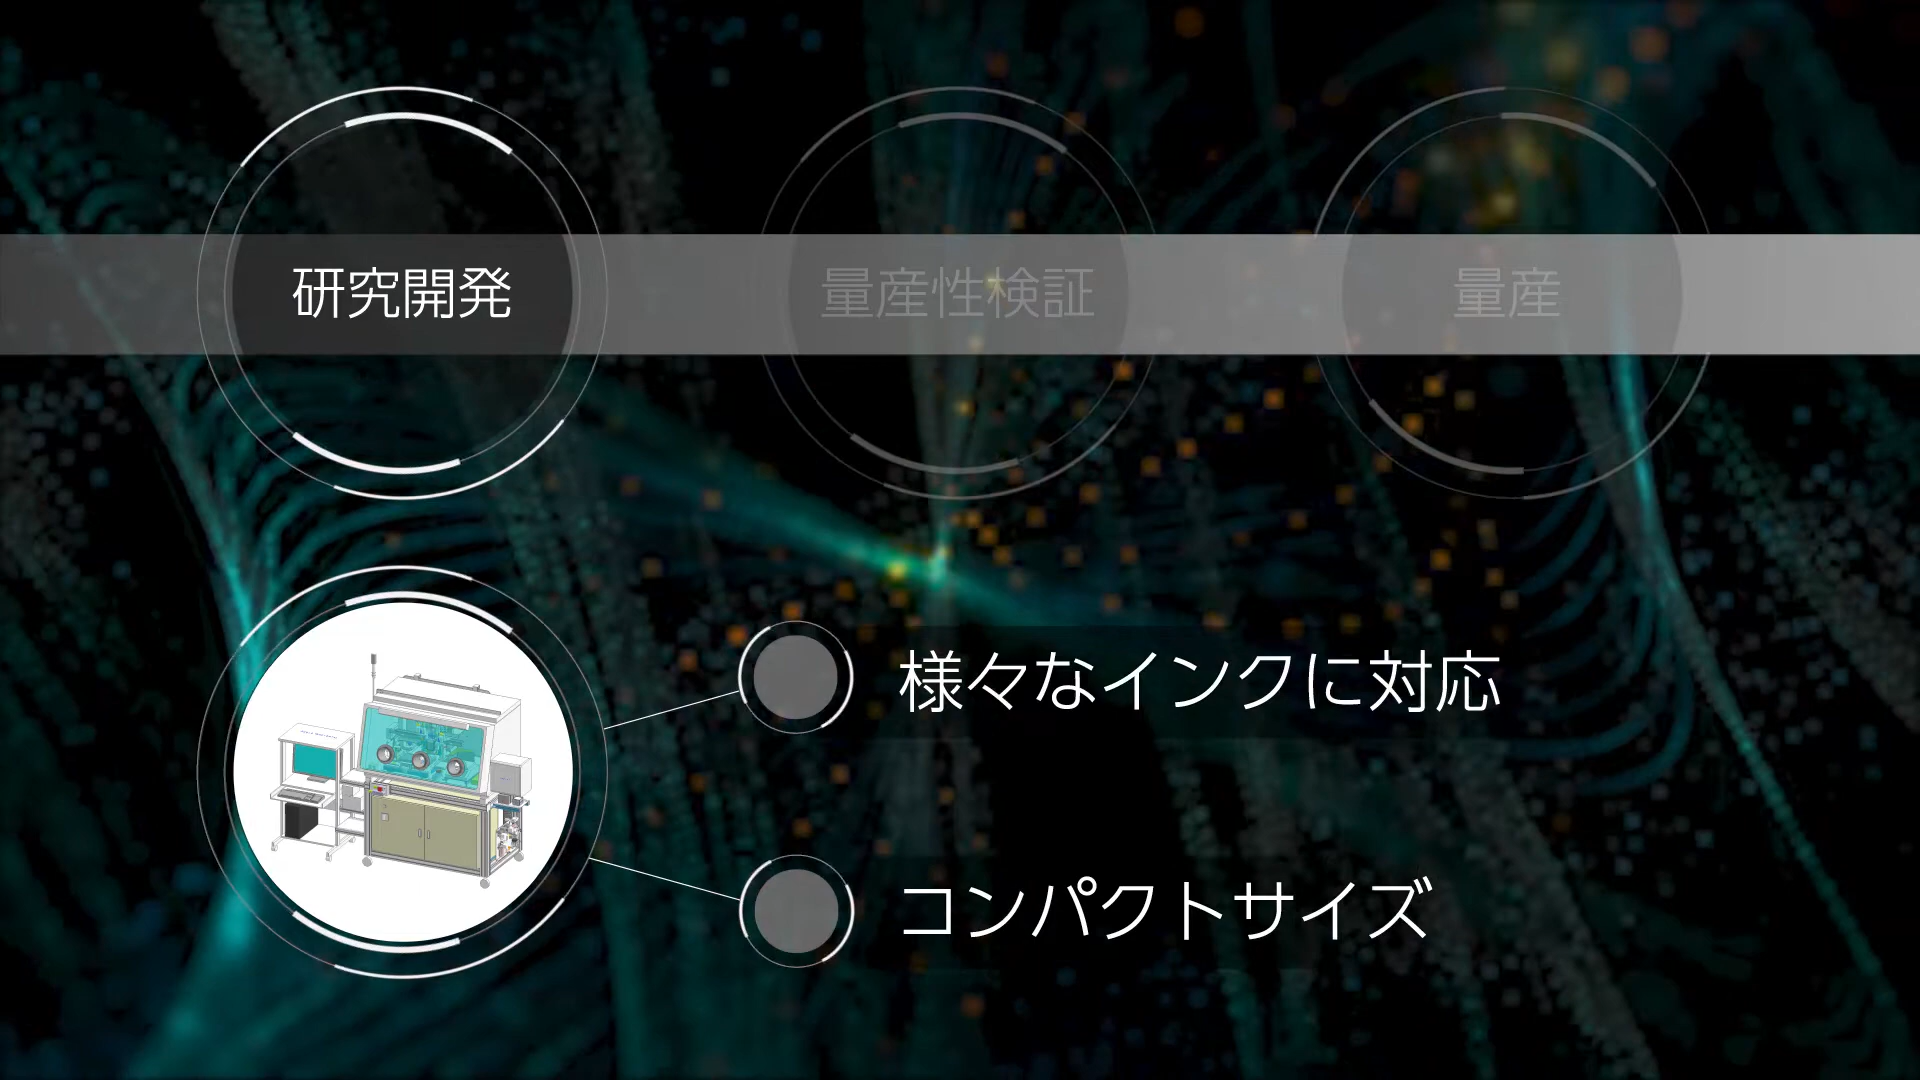 研究開発
量産性検証
量産
様々なインクに対応
コンパクトサイズ